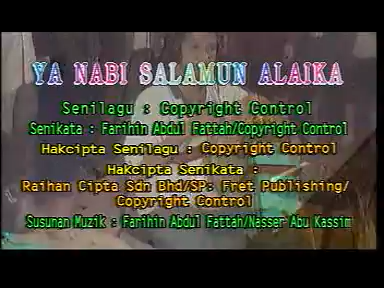 YA NABI SALAMUN ALAIKA
Senilagu : Copyright Control
Senikata : Farihin Abdul Fattah/Copyright Control
Hakcipta Senilagu : Copyright Control
Hakcipta Senikata :
Raihan Cipta Sdn Bhd/SP: Fret Publishing/
Copyright Control
Susunan Muzik : Farihin Abdul Fattah/Nasser Abu Kassim